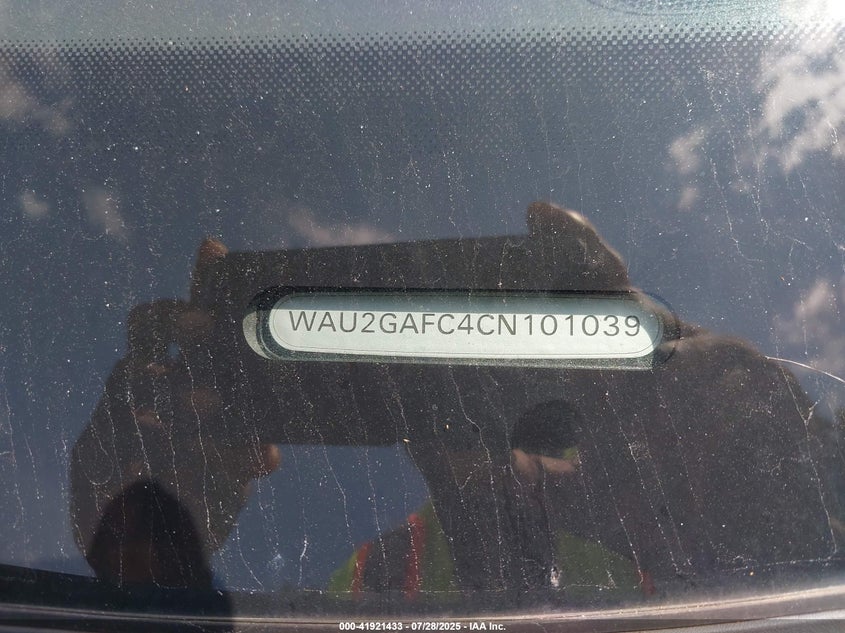 WAU2GAFC4CN101039
000-41921433 - 07/28/2025 - IAA Inc.